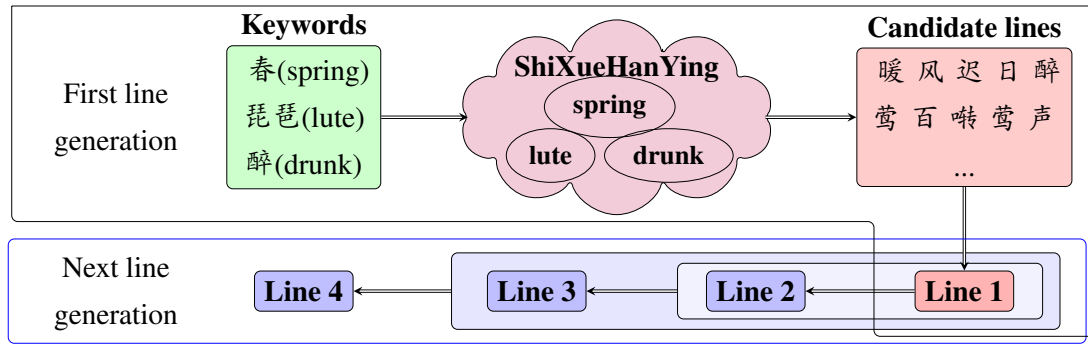 Keywords
Candidate lines
First line
generation
春(spring)
琵琶(lute)
醉(drunk)
ShiXueHanYing
spring
lute
drunk
暖 风 迟 日 醉
莺 百 啭 莺 声
...
Next line
generation
Line 4
Line 3
Line 2
Line 1